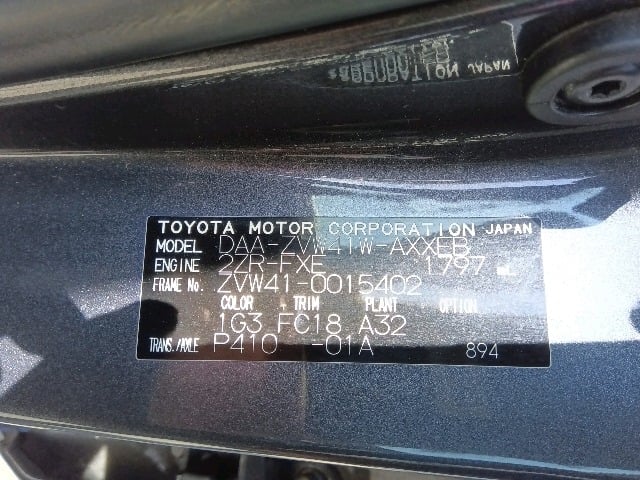 TOYOTA MOTOR CORPORATION JAPAN
MODEL DAA-ZVW41W-AXXEB
ENGINE 2ZR-FXE 1797 mL
FRAME No. ZVW41-0015402
COLOR TRIM PLANT OPTION
1G3 FC18 A32
TRANS./AXLE P410 -01A 894